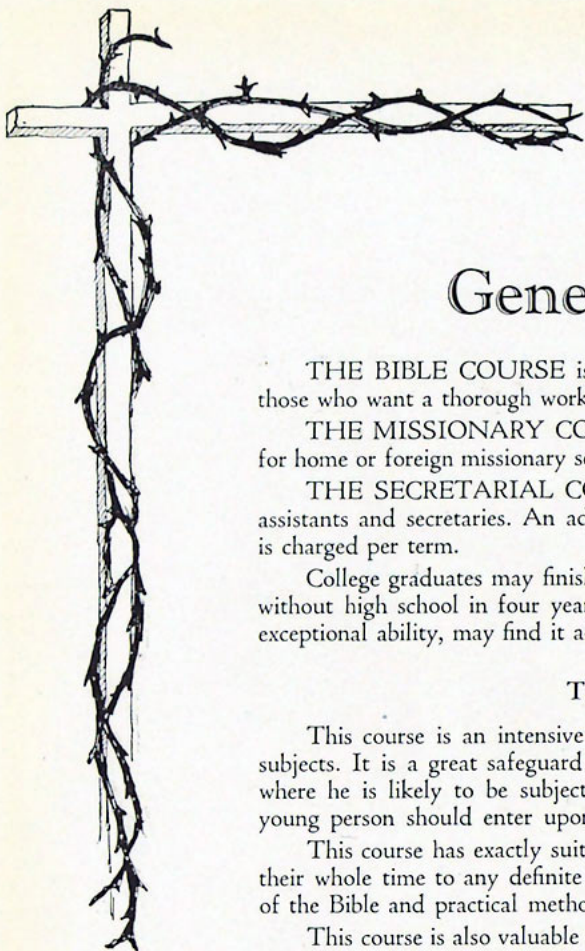 Gene
THE BIBLE COURSE is
those who want a thorough work
THE MISSIONARY CO
for home or foreign missionary se
THE SECRETARIAL CO
assistants and secretaries. An ad
is charged per term.
College graduates may finish
without high school in four year
exceptional ability, may find it a
T
This course is an intensive
subjects. It is a great safeguard
where he is likely to be subject
young person should enter upon
This course has exactly suit
their whole time to any definite
of the Bible and practical metho
This course is also valuable